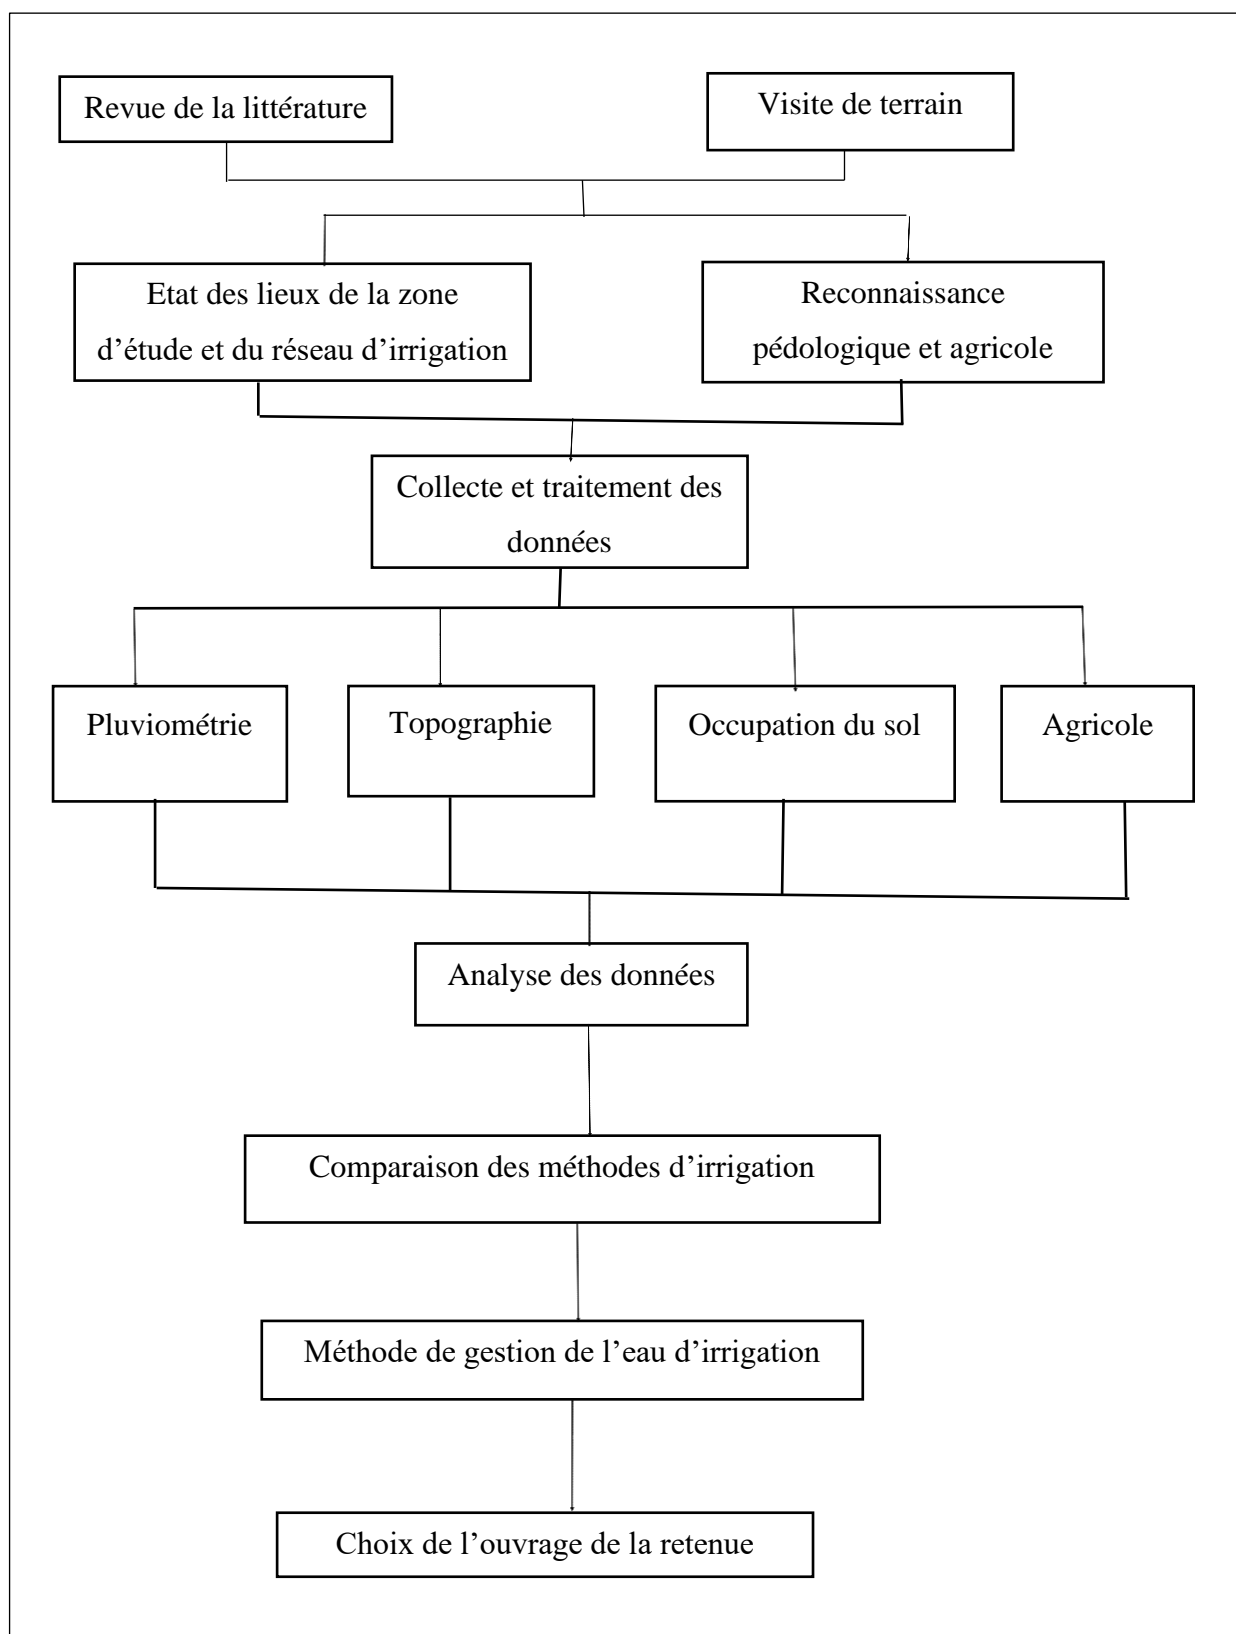 Revue de la littérature
Visite de terrain
Etat des lieux de la zone
d’étude et du réseau d’irrigation
Reconnaissance
pédologique et agricole
Collecte et traitement des
données
Pluviométrie
Topographie
Occupation du sol
Agricole
Analyse des données
Comparaison des méthodes d’irrigation
Méthode de gestion de l’eau d’irrigation
Choix de l’ouvrage de la retenue